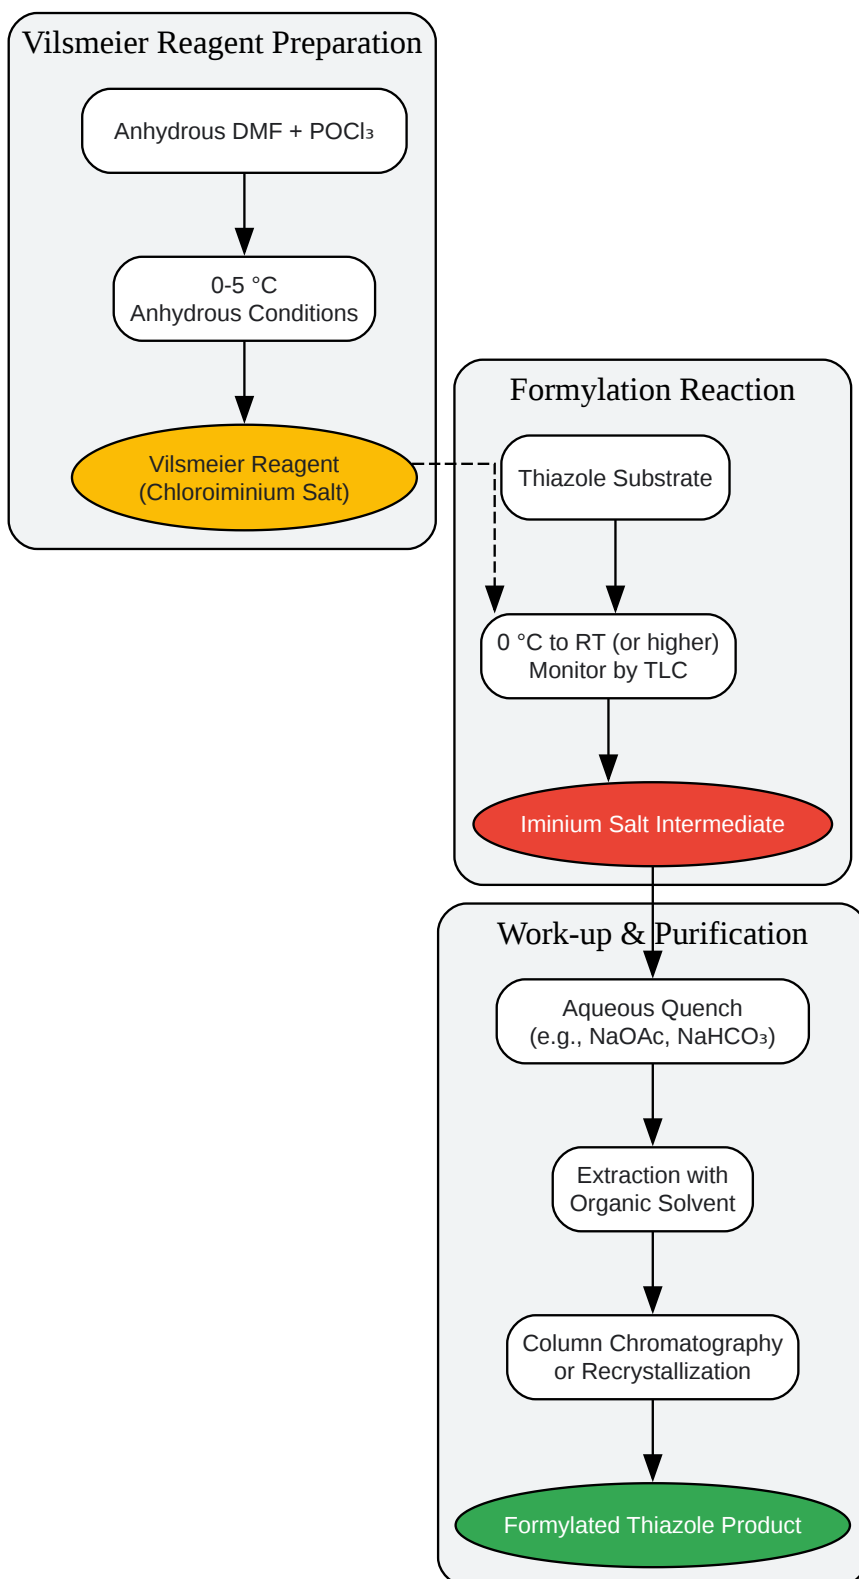 Vilsmeier Reagent Preparation
Anhydrous DMF + POCl₃
0-5 °C
Anhydrous Conditions
Vilsmeier Reagent
(Chloroiminium Salt)
Formylation Reaction
Thiazole Substrate
0 °C to RT (or higher)
Monitor by TLC
Iminium Salt Intermediate
Work-up & Purification
Aqueous Quench
(e.g., NaOAc, NaHCO₃)
Extraction with
Organic Solvent
Column Chromatography
or Recrystallization
Formylated Thiazole Product